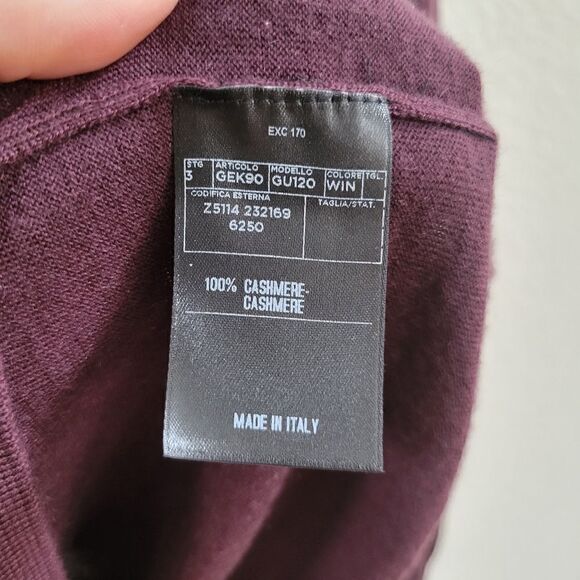 EXC 170
STG ARTICOLO MODELLO COLORE TGL.
3 GEK90 GU120 WIN
CODIFICA ESTERNA TAGLIA/STAT.
Z5114 232169
6250
100% CASHMERE-
CASHMERE
MADE IN ITALY